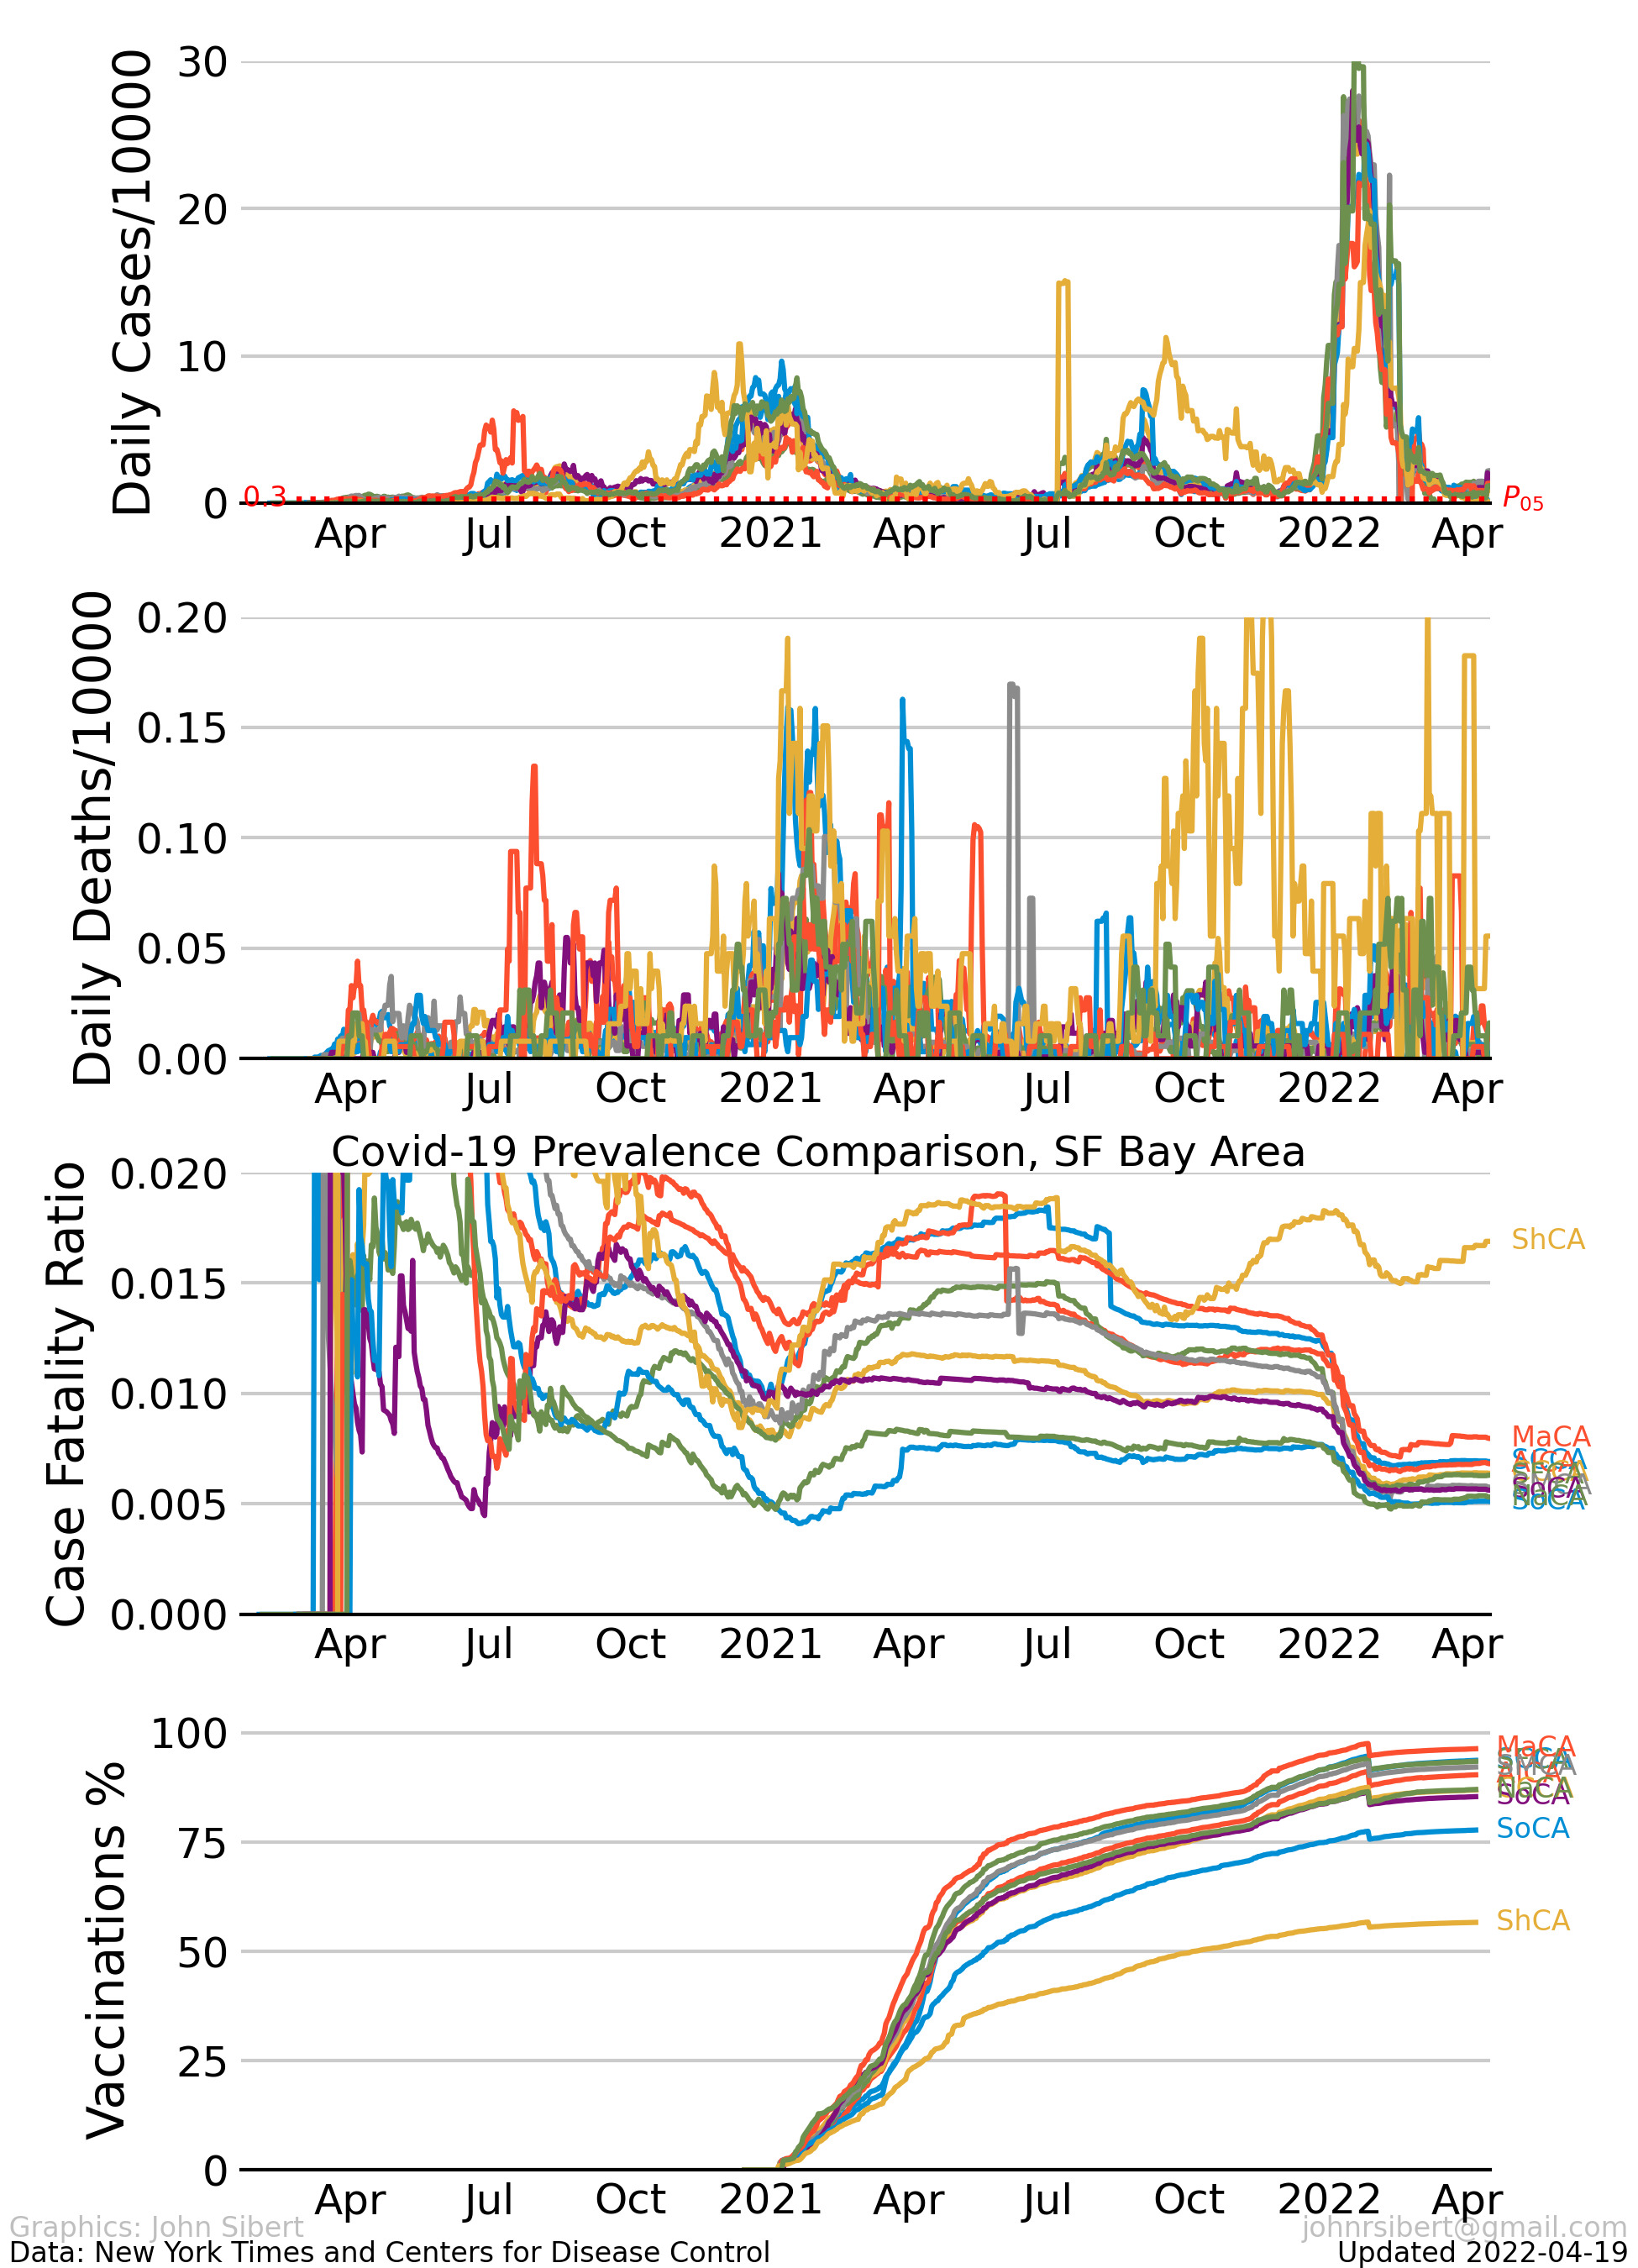 Daily Cases/10000
30
20
10
0
0.3
P05
Apr Jul Oct 2021 Apr Jul Oct 2022 Apr
Daily Deaths/10000
0.20
0.15
0.10
0.05
0.00
Apr Jul Oct 2021 Apr Jul Oct 2022 Apr
Covid-19 Prevalence Comparison, SF Bay Area
Case Fatality Ratio
0.020
0.015
0.010
0.005
0.000
ShCA
MaCA
SoCA
Apr Jul Oct 2021 Apr Jul Oct 2022 Apr
Vaccinations %
100
75
50
25
0
MaCA
NaCA
SoCA
SoCA
ShCA
Apr Jul Oct 2021 Apr Jul Oct 2022 Apr
Graphics: John Sibert
johnrsibert@gmail.com
Data: New York Times and Centers for Disease Control
Updated 2022-04-19